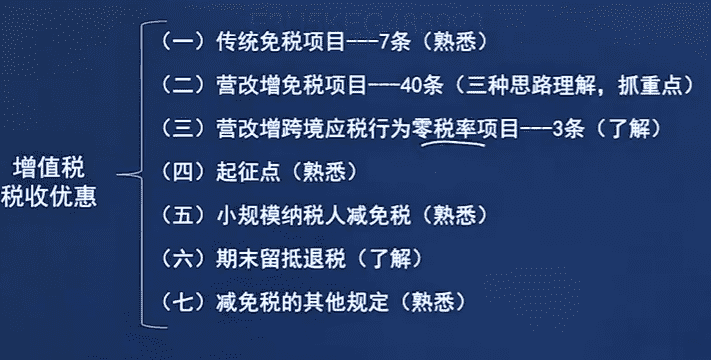 （一）传统免税项目---7条（熟悉）
（二）营改增免税项目---40条（三种思路理解，抓重点）
（三）营改增跨境应税行为零税率项目---3条（了解）
增值税
税收优惠
（四）起征点（熟悉）
（五）小规模纳税人减免税（熟悉）
（六）期末留抵退税（了解）
（七）减免税的其他规定（熟悉）